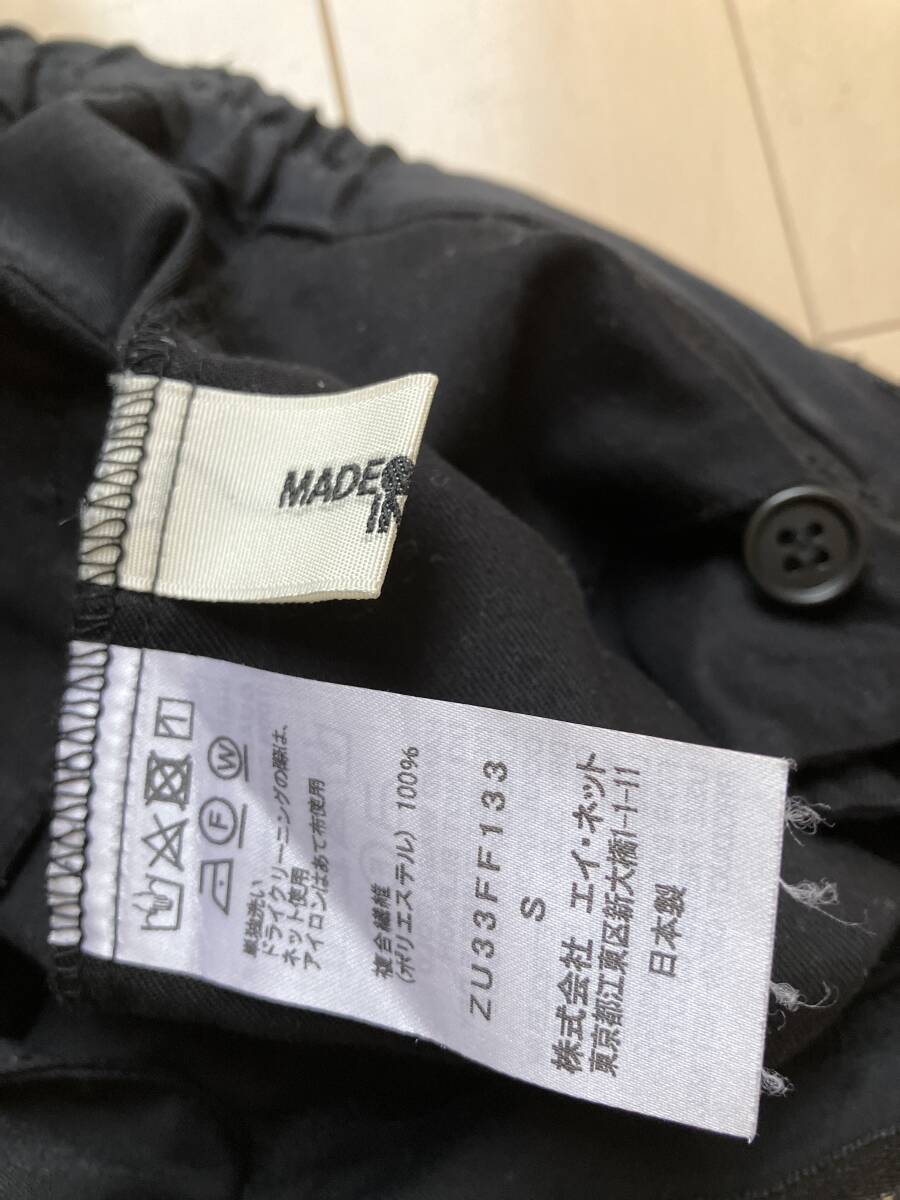 MADE
IN
F
W
単独洗い
ドライクリーニングの際は、
ネット使用
アイロンはあて布使用
複合繊維
(ポリエステル) 100%
ZU33FF133
S
株式会社 エイ・ネット
東京都江東区新大橋1-1-11
日本製